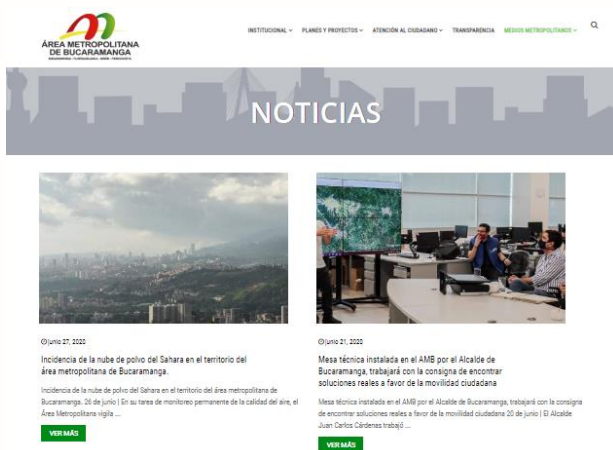 ÁREA METROPOLITANA
DE BUCARAMANGA
BUCARAMANGA - FLORIDABLANCA - GIRÓN - PIEDECUESTA
INSTITUCIONAL
PLANES Y PROYECTOS
ATENCIÓN AL CIUDADANO
TRANSPARENCIA
MEDIOS METROPOLITANOS
NOTICIAS
junio 27, 2020
Incidencia de la nube de polvo del Sahara en el territorio del
área metropolitana de Bucaramanga.
Incidencia de la nube de polvo del Sahara en el territorio del área metropolitana de
Bucaramanga. 26 de junio | En su tarea de monitoreo permanente de la calidad del aire, el
Área Metropolitana vigila ...
VER MÁS
junio 21, 2020
Mesa técnica instalada en el AMB por el Alcalde de
Bucaramanga, trabajará con la consigna de encontrar
soluciones reales a favor de la movilidad ciudadana
Mesa técnica instalada en el AMB por el Alcalde de Bucaramanga, trabajará con la consigna
de encontrar soluciones reales a favor de la movilidad ciudadana 20 de junio | El Alcalde
Juan Carlos Cárdenas trabajó ...
VER MÁS